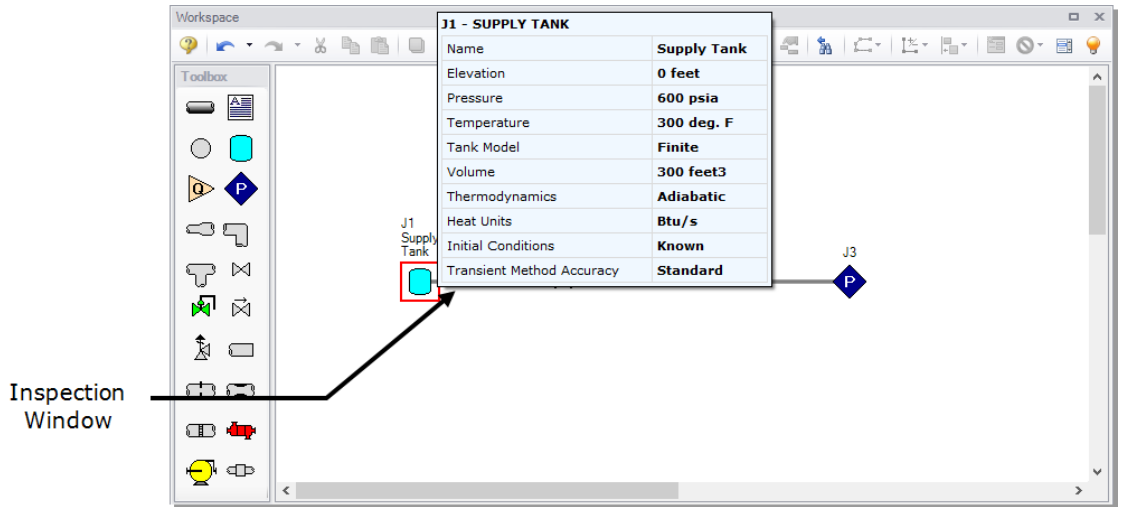 Workspace
J1 - SUPPLY TANK
Name Supply Tank
Elevation 0 feet
Pressure 600 psia
Temperature 300 deg. F
Tank Model Finite
Volume 300 feet3
Thermodynamics Adiabatic
Heat Units Btu/s
Initial Conditions Known
Transient Method Accuracy Standard
Toolbox
A
Q P
J1
Supply
Tank
J3
P
Inspection
Window